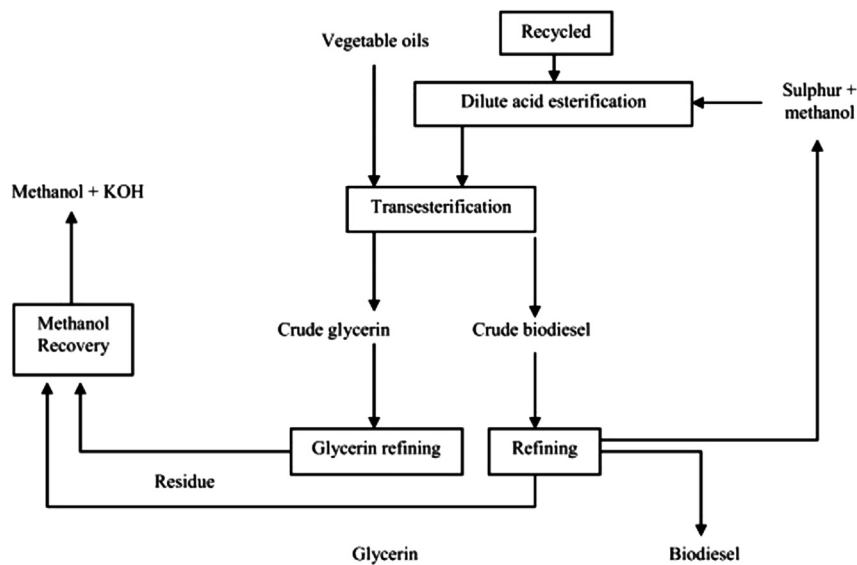 Recycled
Vegetable oils
Dilute acid esterification
Sulphur +
methanol
Methanol + KOH
Transesterification
Methanol
Recovery
Crude glycerin
Crude biodiesel
Glycerin refining
Refining
Residue
Glycerin
Biodiesel